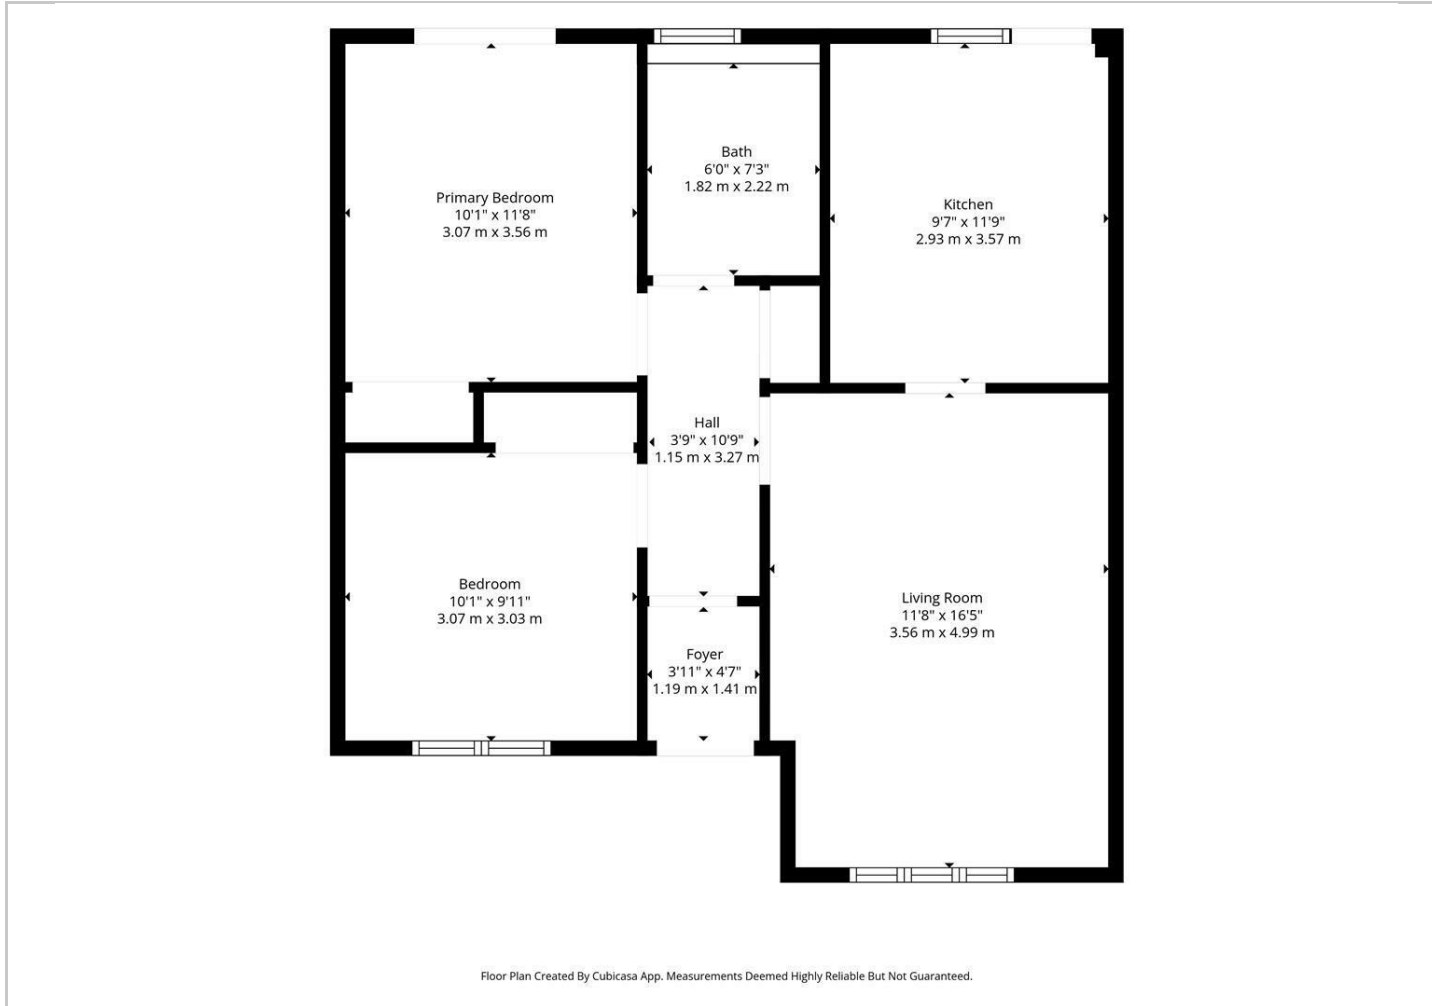 Bath
6'0" x 7'3"
1.82 m x 2.22 m
Primary Bedroom
10'1" x 11'8"
3.07 m x 3.56 m
Kitchen
9'7" x 11'9"
2.93 m x 3.57 m
Hall
3'9" x 10'9"
1.15 m x 3.27 m
Bedroom
10'1" x 9'11"
3.07 m x 3.03 m
Living Room
11'8" x 16'5"
3.56 m x 4.99 m
Foyer
3'11" x 4'7"
1.19 m x 1.41 m
Floor Plan Created By Cubicasa App. Measurements Deemed Highly Reliable But Not Guaranteed.